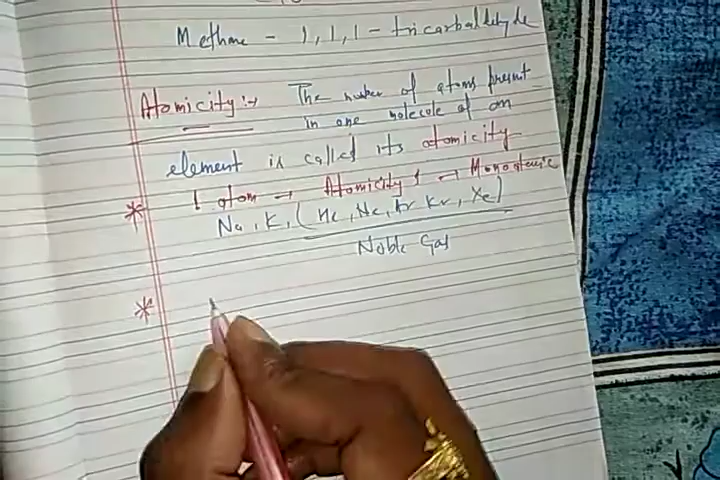 Methane - 1,1,1 - tricarbaldehyde
Atomicity :→ The number of atoms present
in one molecule of an
element is called its atomicity
* 1 atom → Atomicity 1 → Monoatomic
Na, K, (He, Ne, Ar Kr, Xe)
Noble Gas
*